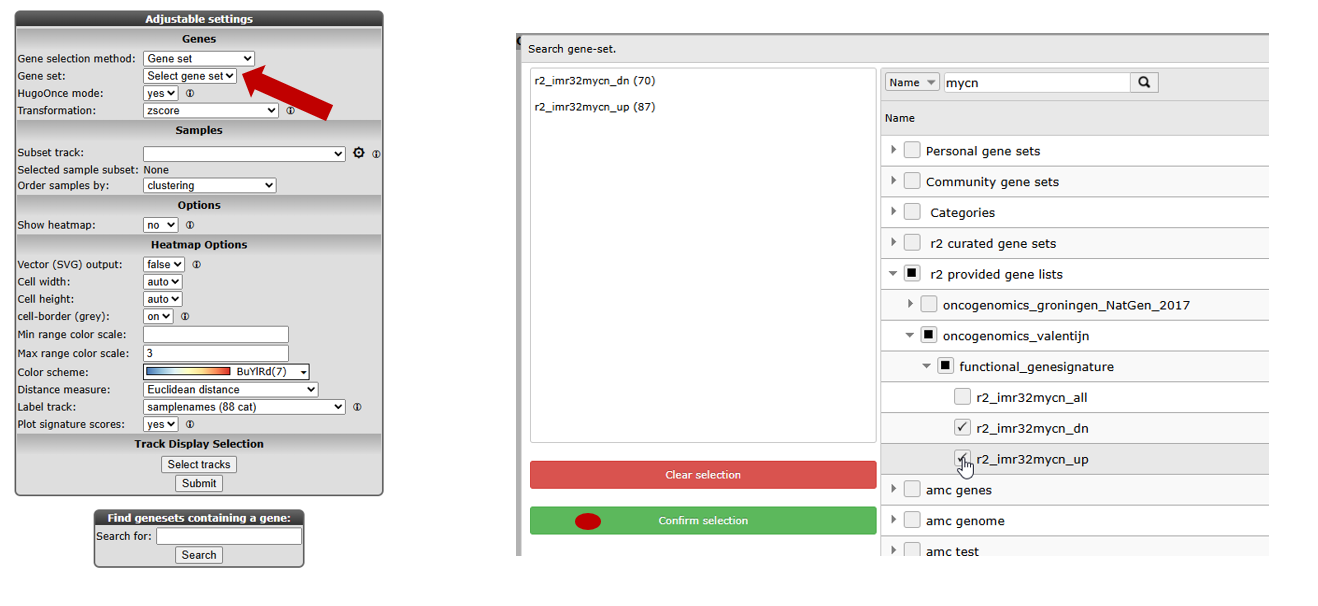 Adjustable settings
Genes
Gene selection method: Gene set
Gene set: Select gene set
HugoOnce mode: yes
Transformation: zscore
Samples
Subset track:
Selected sample subset: None
Order samples by: clustering
Options
Show heatmap: no
Heatmap Options
Vector (SVG) output: false
Cell width: auto
Cell height: auto
cell-border (grey): on
Min range color scale:
Max range color scale: 3
Color scheme: BuYlRd(7)
Distance measure: Euclidean distance
Label track: samplenames (88 cat)
Plot signature scores: yes
Track Display Selection
Select tracks
Submit
Find genesets containing a gene:
Search for:
Search
Search gene-set.
r2_imr32mycn_dn (70)
r2_imr32mycn_up (87)
Clear selection
Confirm selection
Name mycn
Name
Personal gene sets
Community gene sets
Categories
r2 curated gene sets
r2 provided gene lists
oncogenomics_groningen_NatGen_2017
oncogenomics_valentijn
functional_genesignature
r2_imr32mycn_all
r2_imr32mycn_dn
r2_imr32mycn_up
amc genes
amc genome
amc test